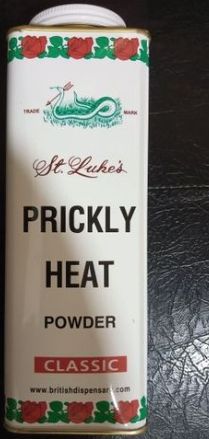 TRADE MARK
St. Luke's
PRICKLY
HEAT
POWDER
CLASSIC
www.britishdispensary.com